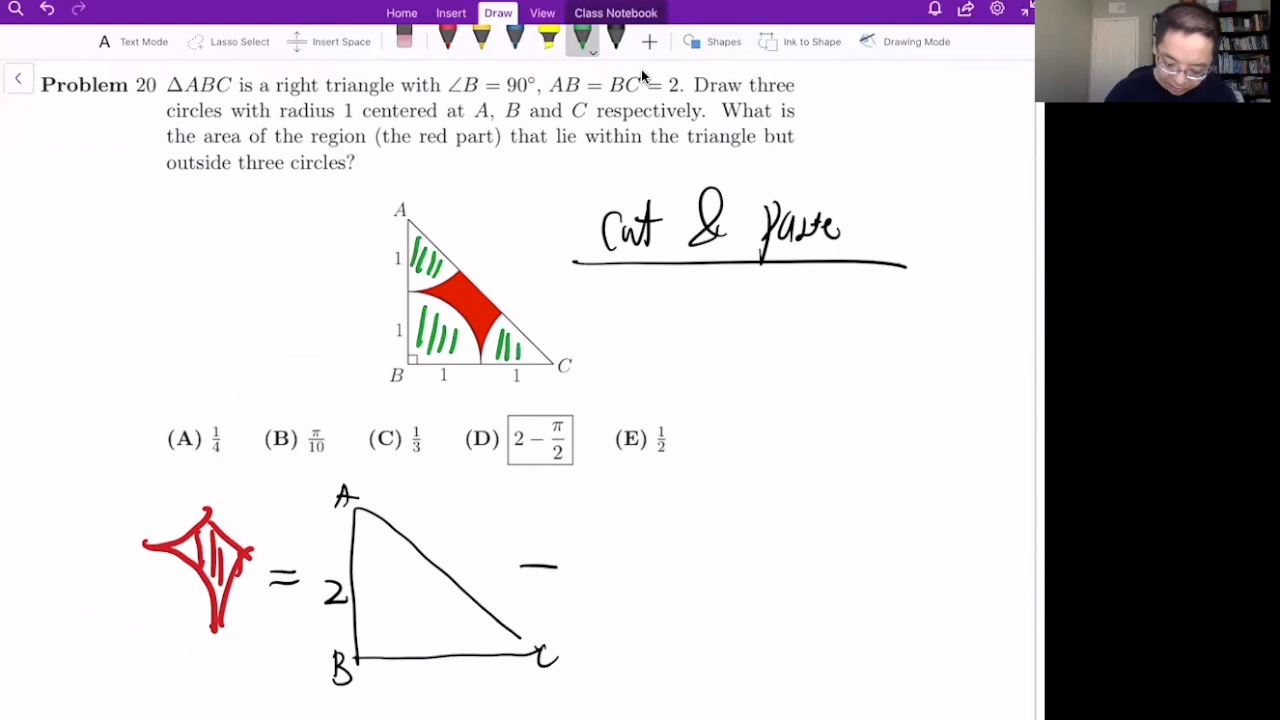 Home Insert Draw View Class Notebook
A Text Mode Lasso Select Insert Space Shapes Ink to Shape Drawing Mode
Problem 20 ΔABC is a right triangle with ∠B = 90°, AB = BC = 2. Draw three
circles with radius 1 centered at A, B and C respectively. What is
the area of the region (the red part) that lie within the triangle but
outside three circles?
Cut & Paste
A
1
1
B 1 1 C
(A) 1/4 (B) π/10 (C) 1/3 (D) 2 − π/2 (E) 1/2
A
= 2 —
B C